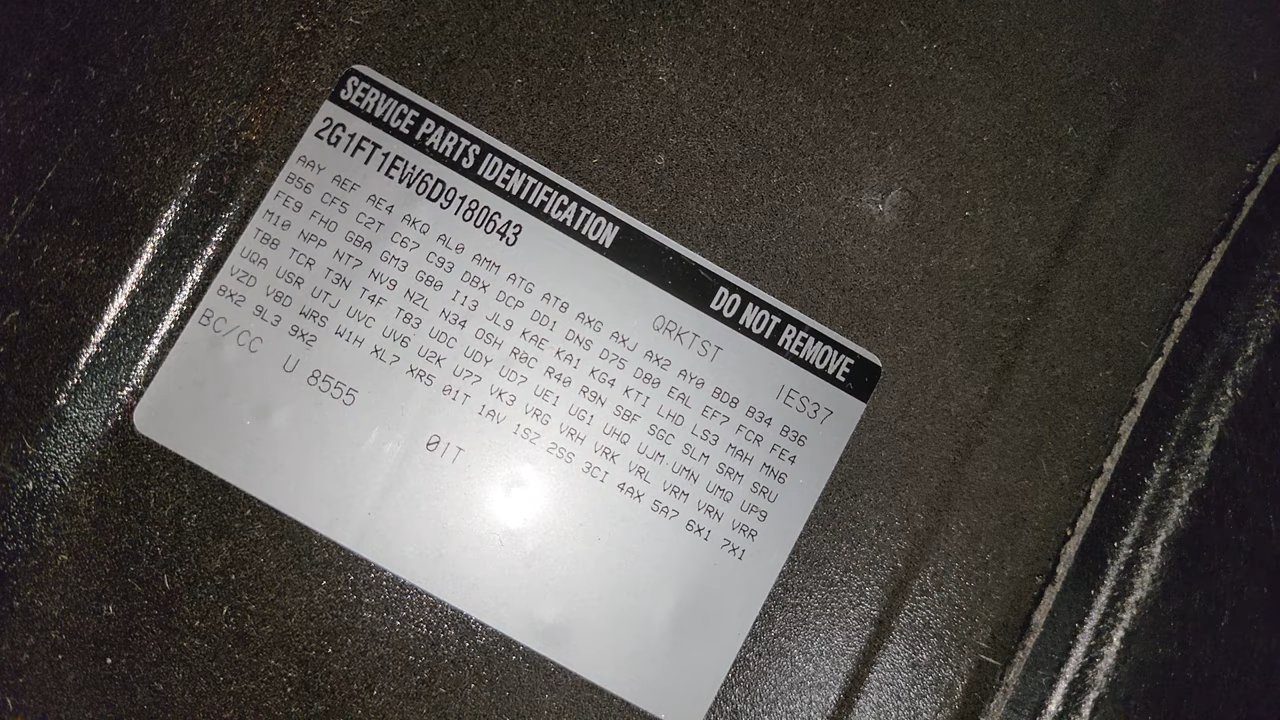 SERVICE PARTS IDENTIFICATION DO NOT REMOVE
2G1FT1EW6D9180643 QRKTST IES37
AAY AEF AE4 AKQ AL0 AMM ATG AT8 AXG AXJ AX2 AY0 BD8 B34 B36
B56 CF5 C2T C67 C93 DBX DCP DD1 DNS D75 D80 EAL EF7 FCR FE4
FE9 FHO GBA GM3 G80 I13 JL9 KAE KA1 KG4 KTI LHD LS3 MAH MN6
M10 NPP NT7 NV9 NZL N34 OSH R0C R40 R9N SBF SGC SLM SRM SRU
TB8 TCR T3N T4F TB3 UDC UDY UD7 UE1 UG1 UHQ UJM UMN UMQ UP9
UQA USR UTJ UVC UV6 U2K U77 VK3 VRG VRH VRK VRL VRM VRN VRR
VZD V8D WRS W1H XL7 XR5 01T 1AV 1SZ 2SS 3CI 4AX 5A7 6X1 7X1
8X2 9L3 9X2
BC/CC U 8555 0IT